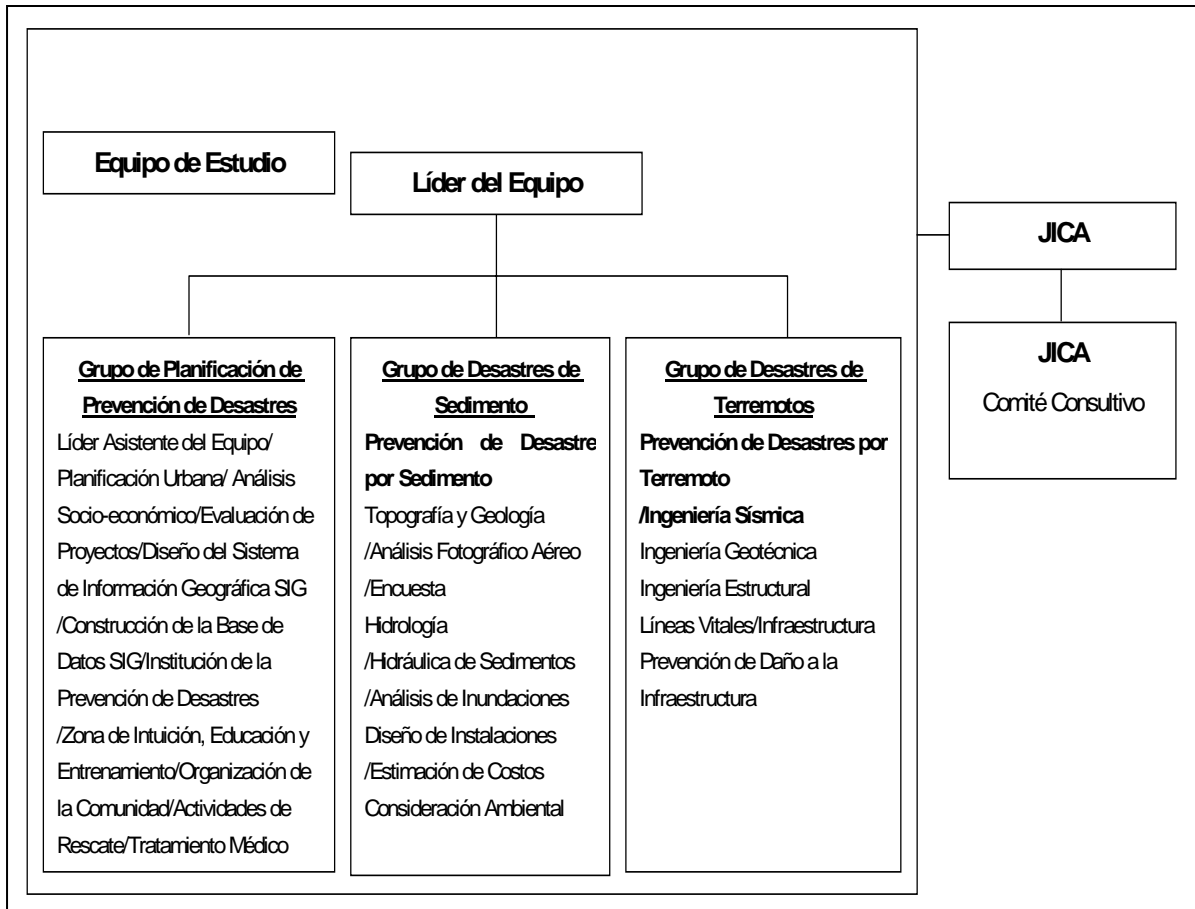 Equipo de Estudio
Líder del Equipo
JICA
JICA
Comité Consultivo
Grupo de Planificación de
Prevención de Desastres
Líder Asistente del Equipo/
Planificación Urbana/ Análisis
Socio-económico/Evaluación de
Proyectos/Diseño del Sistema
de Información Geográfica SIG
/Construcción de la Base de
Datos SIG/Institución de la
Prevención de Desastres
/Zona de Intuición, Educación y
Entrenamiento/Organización de
la Comunidad/Actividades de
Rescate/Tratamiento Médico
Grupo de Desastres de
Sedimento
Prevención de Desastre
por Sedimento
Topografía y Geología
/Análisis Fotográfico Aéreo
/Encuesta
Hidrología
/Hidráulica de Sedimentos
/Análisis de Inundaciones
Diseño de Instalaciones
/Estimación de Costos
Consideración Ambiental
Grupo de Desastres de
Terremotos
Prevención de Desastres por
Terremoto
/Ingeniería Sísmica
Ingeniería Geotécnica
Ingeniería Estructural
Líneas Vitales/Infraestructura
Prevención de Daño a la
Infraestructura